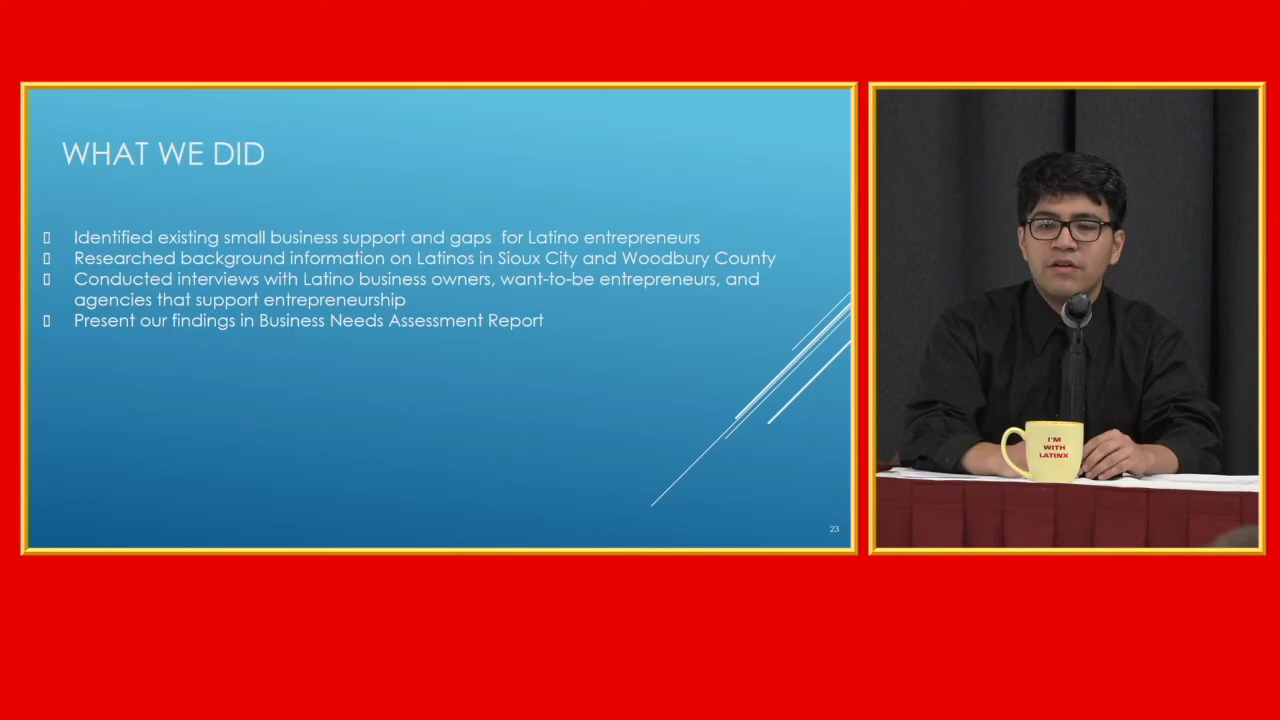 WHAT WE DID
▯ Identified existing small business support and gaps  for Latino entrepreneurs
▯ Researched background information on Latinos in Sioux City and Woodbury County
▯ Conducted interviews with Latino business owners, want-to-be entrepreneurs, and
agencies that support entrepreneurship
▯ Present our findings in Business Needs Assessment Report
23
I'M
WITH
LATINX